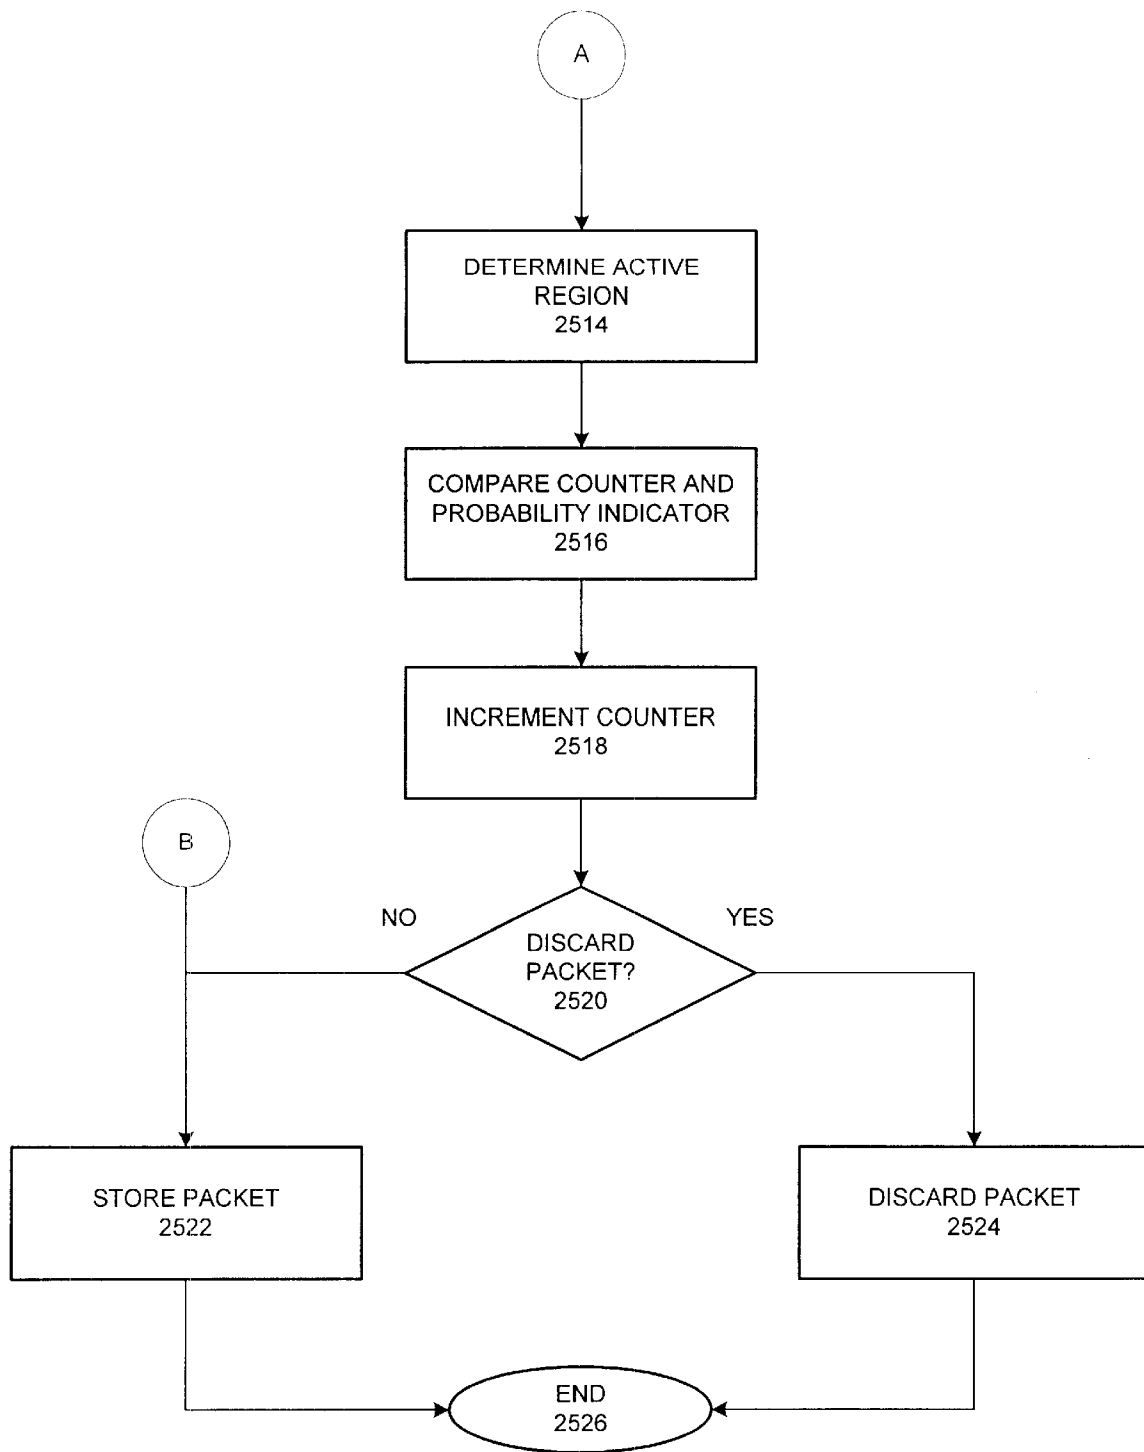 A
DETERMINE ACTIVE
REGION
2514
COMPARE COUNTER AND
PROBABILITY INDICATOR
2516
INCREMENT COUNTER
2518
B
NO
YES
DISCARD
PACKET?
2520
STORE PACKET
2522
DISCARD PACKET
2524
END
2526